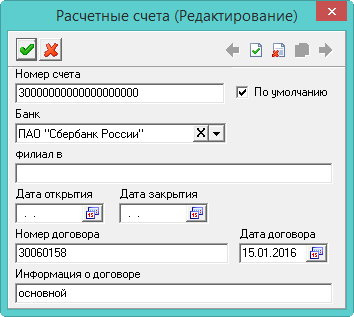 Расчетные счета (Редактирование)
Номер счета
30000000000000000000
По умолчанию
Банк
ПАО "Сбербанк России"
Филиал в
Дата открытия Дата закрытия
. . . .
Номер договора Дата договора
30060158 15.01.2016
Информация о договоре
основной